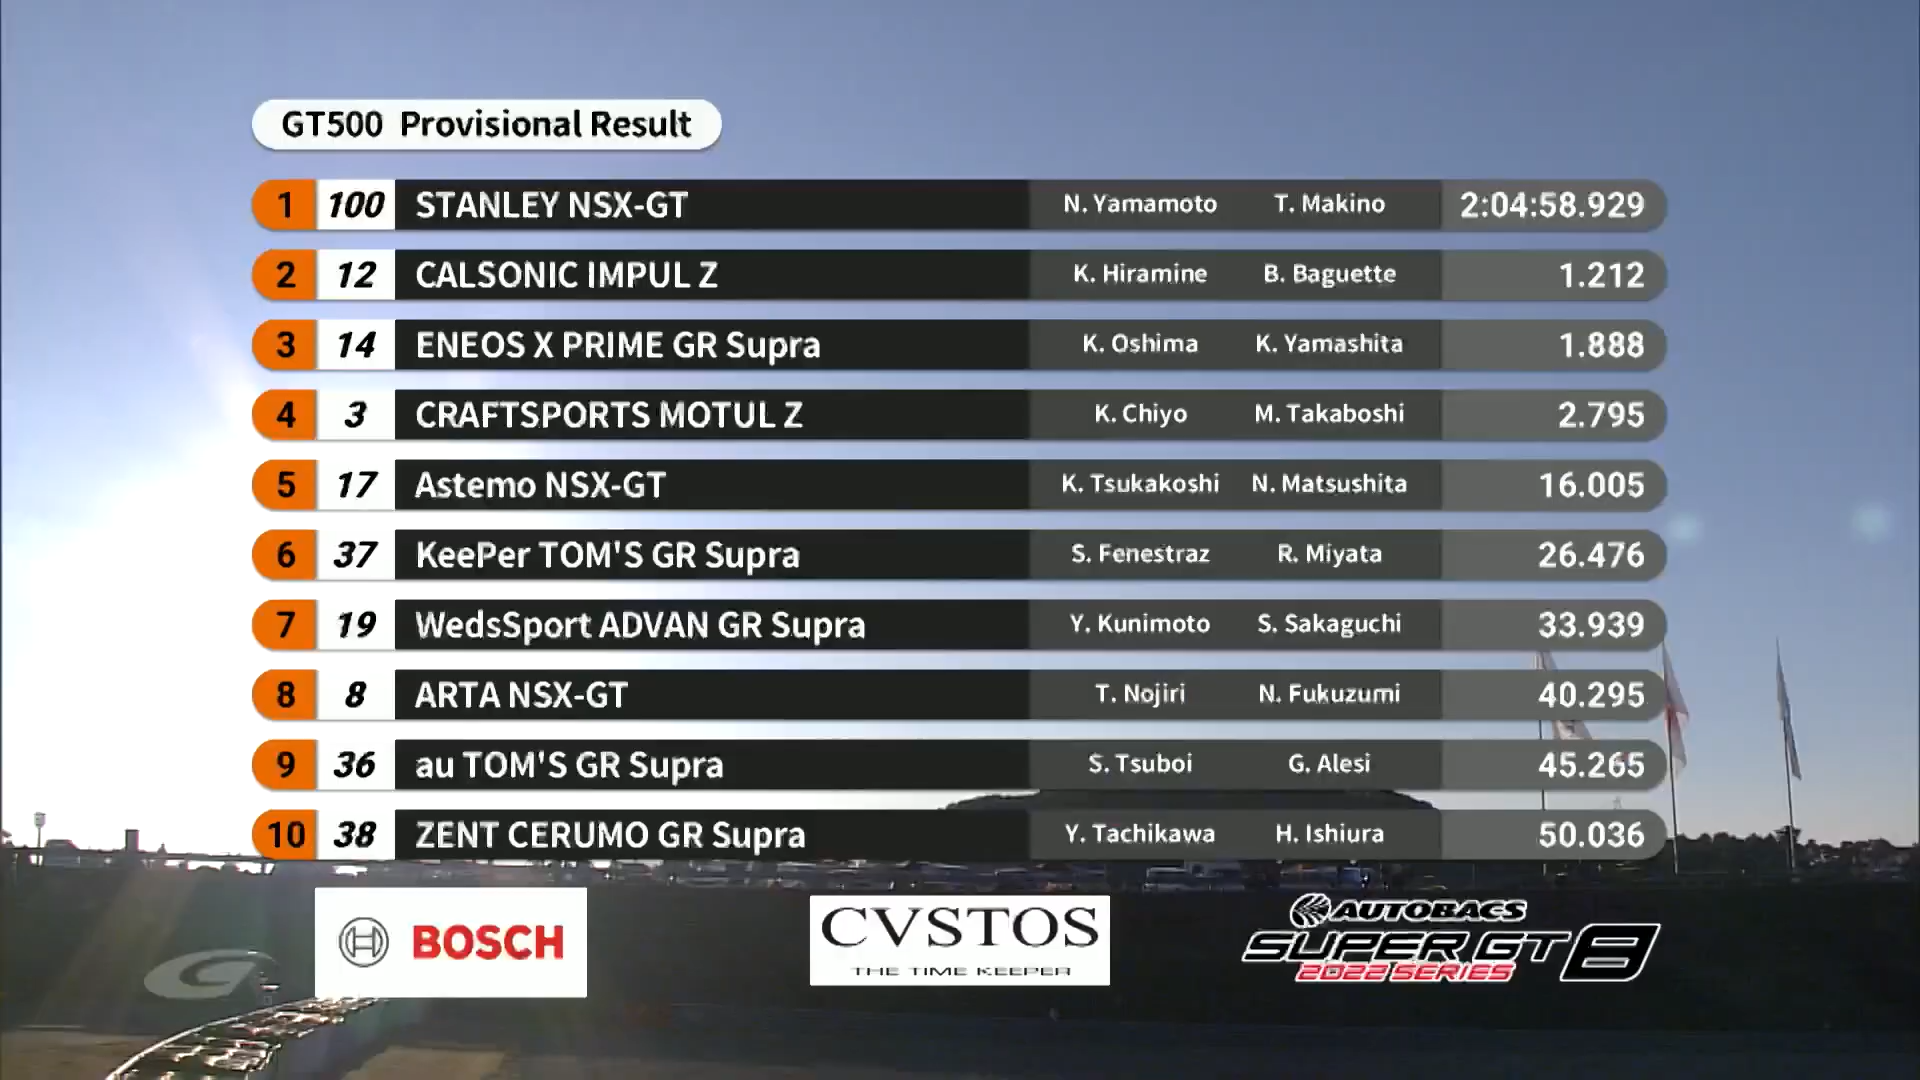 GT500 Provisional Result
1 100 STANLEY NSX-GT N. Yamamoto T. Makino 2:04:58.929
2 12 CALSONIC IMPUL Z K. Hiramine B. Baguette 1.212
3 14 ENEOS X PRIME GR Supra K. Oshima K. Yamashita 1.888
4 3 CRAFTSPORTS MOTUL Z K. Chiyo M. Takaboshi 2.795
5 17 Astemo NSX-GT K. Tsukakoshi N. Matsushita 16.005
6 37 KeePer TOM'S GR Supra S. Fenestraz R. Miyata 26.476
7 19 WedsSport ADVAN GR Supra Y. Kunimoto S. Sakaguchi 33.939
8 8 ARTA NSX-GT T. Nojiri N. Fukuzumi 40.295
9 36 au TOM'S GR Supra S. Tsuboi G. Alesi 45.265
10 38 ZENT CERUMO GR Supra Y. Tachikawa H. Ishiura 50.036
BOSCH
CVSTOS
THE TIME KEEPER
AUTOBACS
SUPER GT 8
2022 SERIES